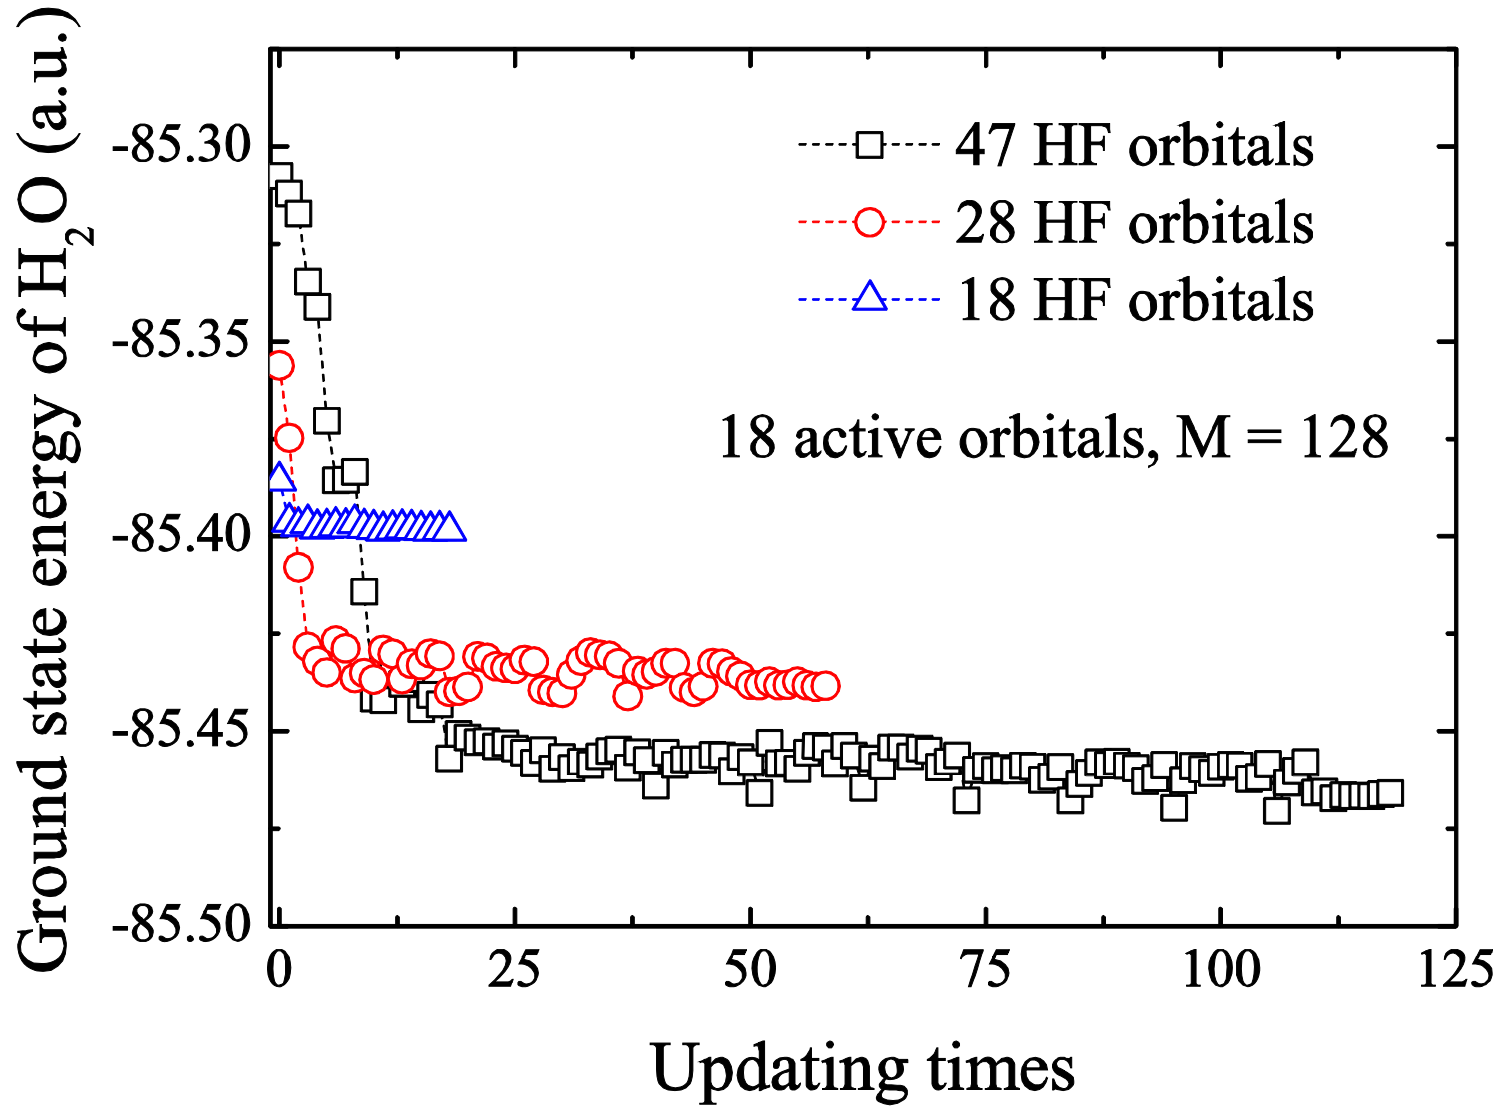 Ground state energy of H₂O (a.u.)
-85.30
-85.35
-85.40
-85.45
-85.50
47 HF orbitals
28 HF orbitals
18 HF orbitals
18 active orbitals, M = 128
0 25 50 75 100 125
Updating times